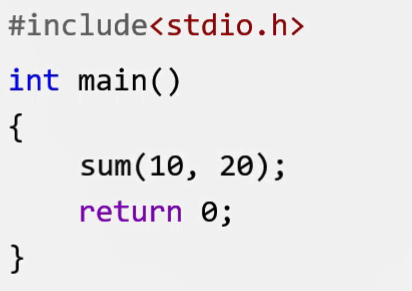 #include<stdio.h>
int main()
{
    sum(10, 20);
    return 0;
}